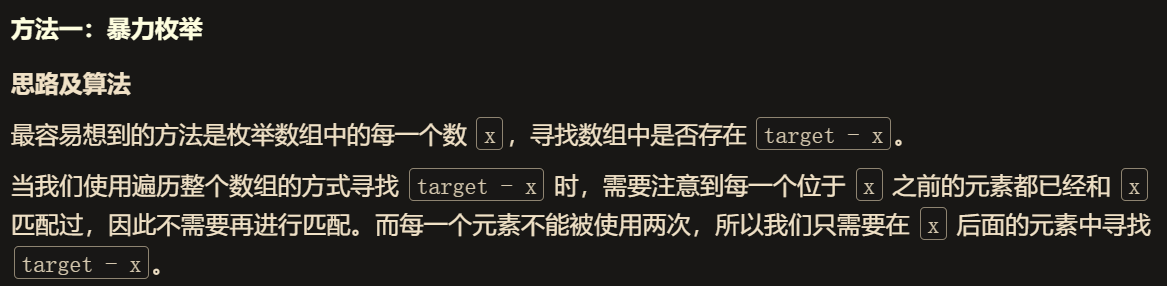 方法一：暴力枚举
思路及算法
最容易想到的方法是枚举数组中的每一个数 x，寻找数组中是否存在 target - x。
当我们使用遍历整个数组的方式寻找 target - x 时，需要注意到每一个位于 x 之前的元素都已经和 x
匹配过，因此不需要再进行匹配。而每一个元素不能被使用两次，所以我们只需要在 x 后面的元素中寻找
target - x。